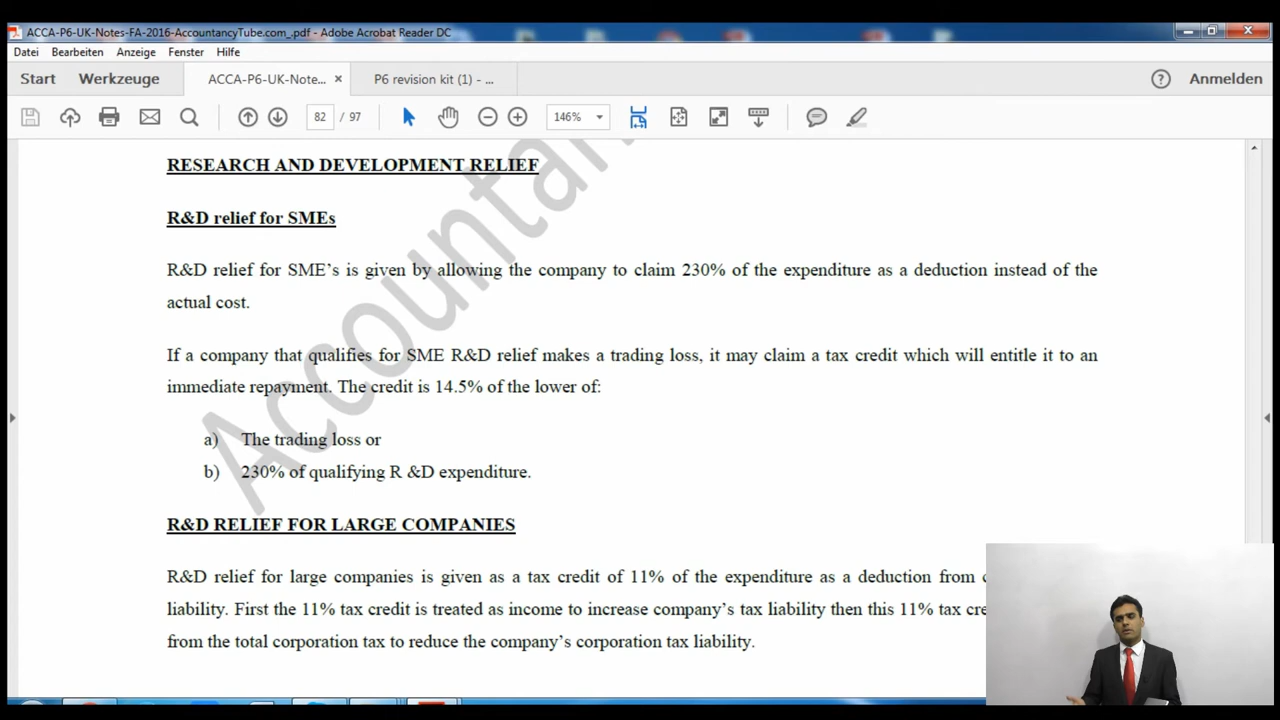 ACCA-P6-UK-Notes-FA-2016-AccountancyTube.com_.pdf - Adobe Acrobat Reader DC
Datei Bearbeiten Anzeige Fenster Hilfe
Start Werkzeuge ACCA-P6-UK-Note... × P6 revision kit (1) - ... Anmelden
82 / 97 146%
RESEARCH AND DEVELOPMENT RELIEF
R&D relief for SMEs
R&D relief for SME's is given by allowing the company to claim 230% of the expenditure as a deduction instead of the
actual cost.
If a company that qualifies for SME R&D relief makes a trading loss, it may claim a tax credit which will entitle it to an
immediate repayment. The credit is 14.5% of the lower of:
a) The trading loss or
b) 230% of qualifying R &D expenditure.
R&D RELIEF FOR LARGE COMPANIES
R&D relief for large companies is given as a tax credit of 11% of the expenditure as a deduction from
liability. First the 11% tax credit is treated as income to increase company's tax liability then this 11% tax
from the total corporation tax to reduce the company's corporation tax liability.
Accountan